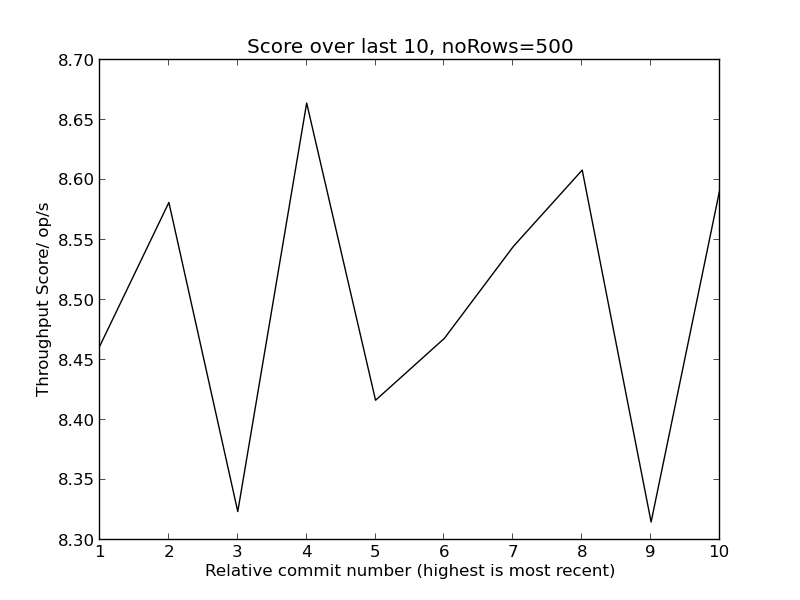 Score over last 10, noRows=500
8.70
8.65
8.60
8.55
8.50
8.45
8.40
8.35
8.30
Throughput Score/ op/s
1 2 3 4 5 6 7 8 9 10
Relative commit number (highest is most recent)